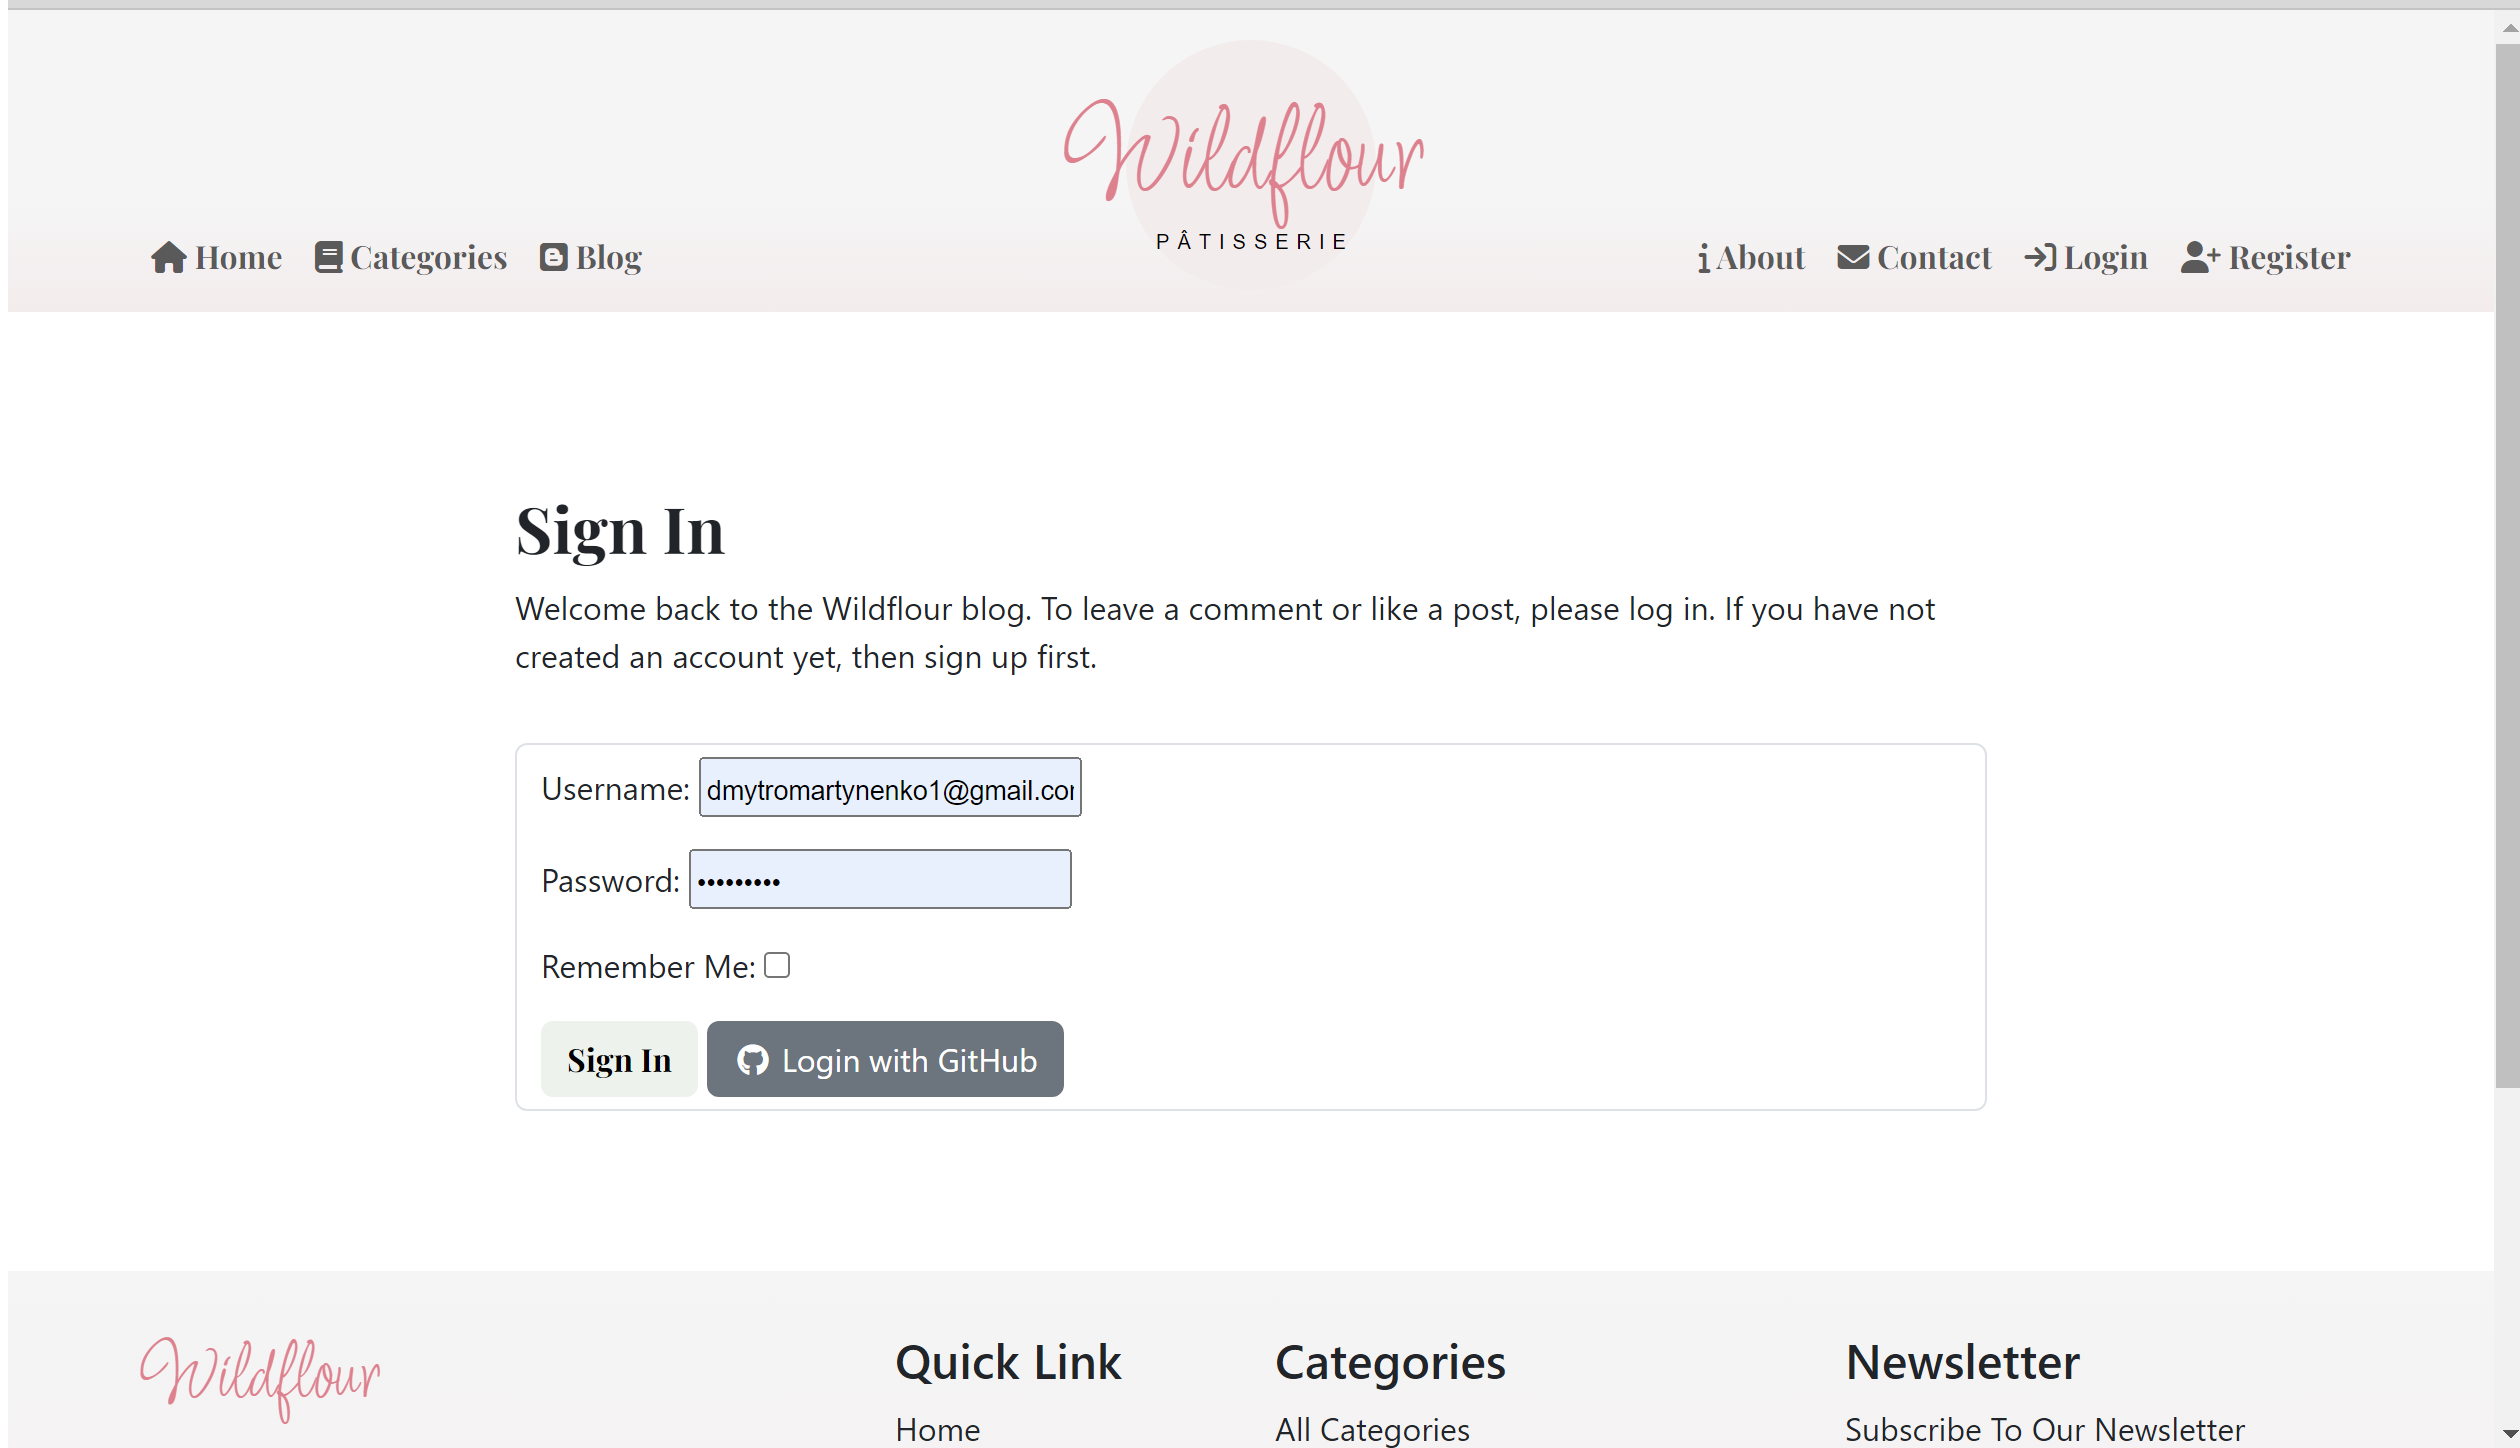 Wildflour
PÂTISSERIE
Home Categories Blog
About Contact Login Register
Sign In
Welcome back to the Wildflour blog. To leave a comment or like a post, please log in. If you have not
created an account yet, then sign up first.
Username: dmytromartynenko1@gmail.cor
Password: •••••••••
Remember Me:
Sign In Login with GitHub
Wildflour
Quick Link
Home
Categories
All Categories
Newsletter
Subscribe To Our Newsletter